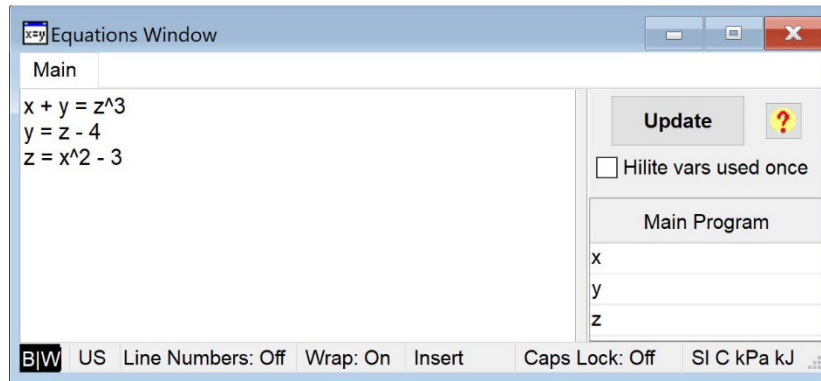 x=y Equations Window
Main
x + y = z^3
y = z - 4
z = x^2 - 3
Update ?
Hilite vars used once
Main Program
x
y
z
B|W US Line Numbers: Off Wrap: On Insert Caps Lock: Off SI C kPa kJ